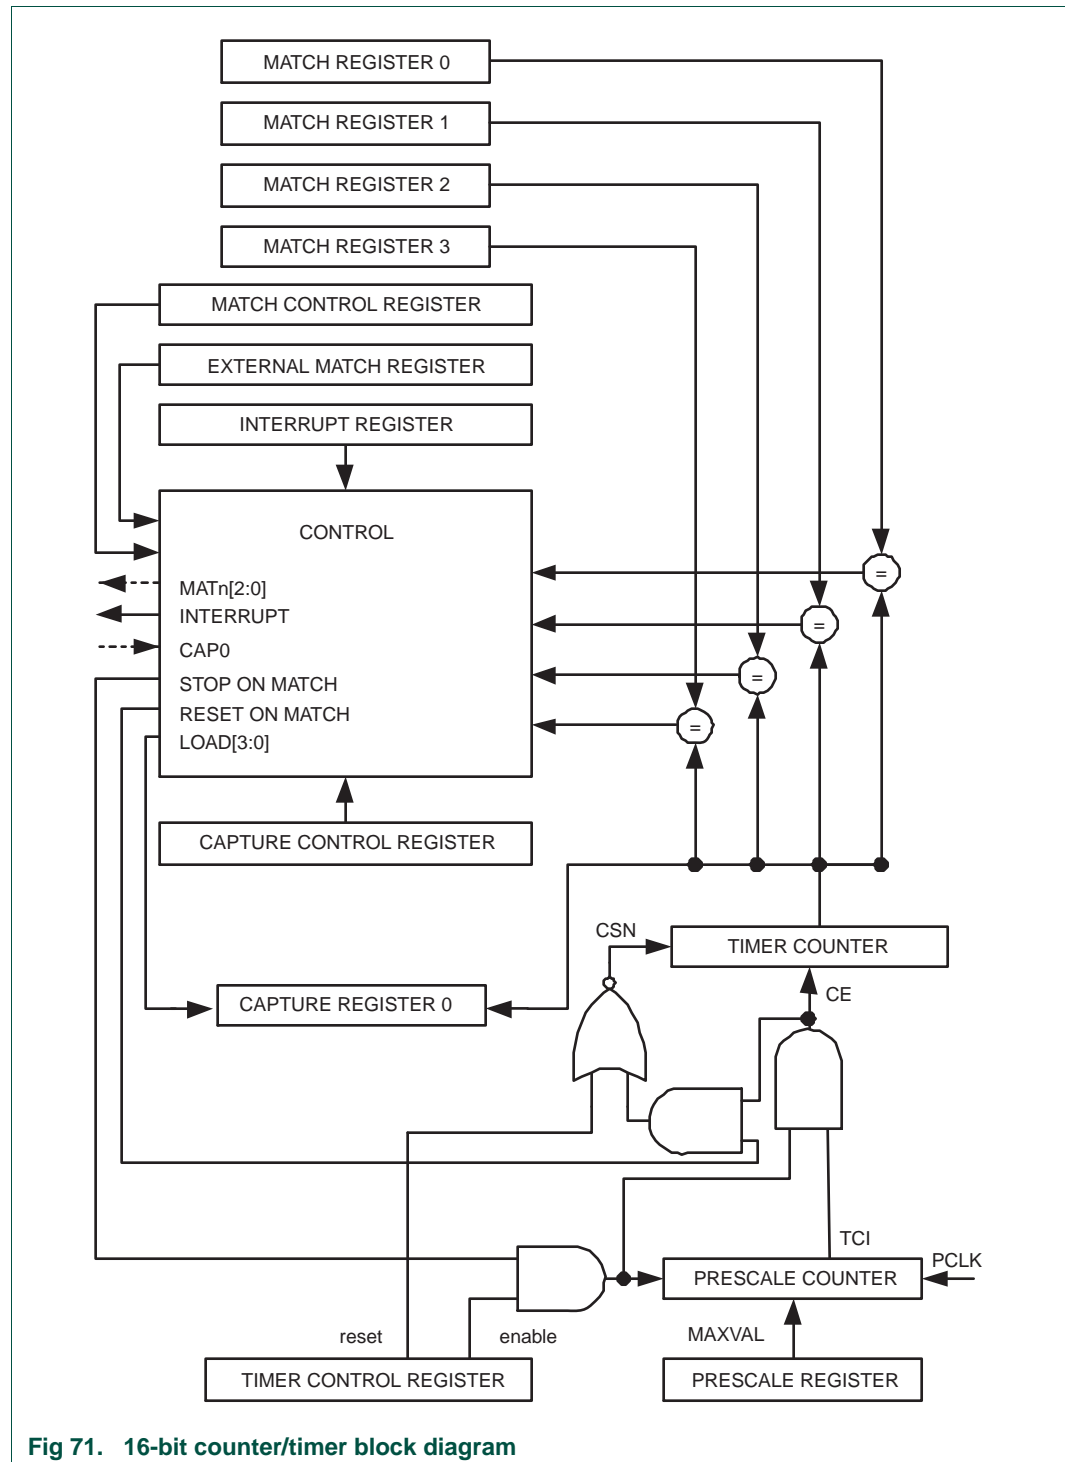 MATCH REGISTER 0
MATCH REGISTER 1
MATCH REGISTER 2
MATCH REGISTER 3
MATCH CONTROL REGISTER
EXTERNAL MATCH REGISTER
INTERRUPT REGISTER
CONTROL
=
=
=
=
MATn[2:0]
INTERRUPT
CAP0
STOP ON MATCH
RESET ON MATCH
LOAD[3:0]
CAPTURE CONTROL REGISTER
CSN
TIMER COUNTER
CE
CAPTURE REGISTER 0
TCI
PCLK
PRESCALE COUNTER
MAXVAL
reset
enable
TIMER CONTROL REGISTER
PRESCALE REGISTER
Fig 71. 16-bit counter/timer block diagram